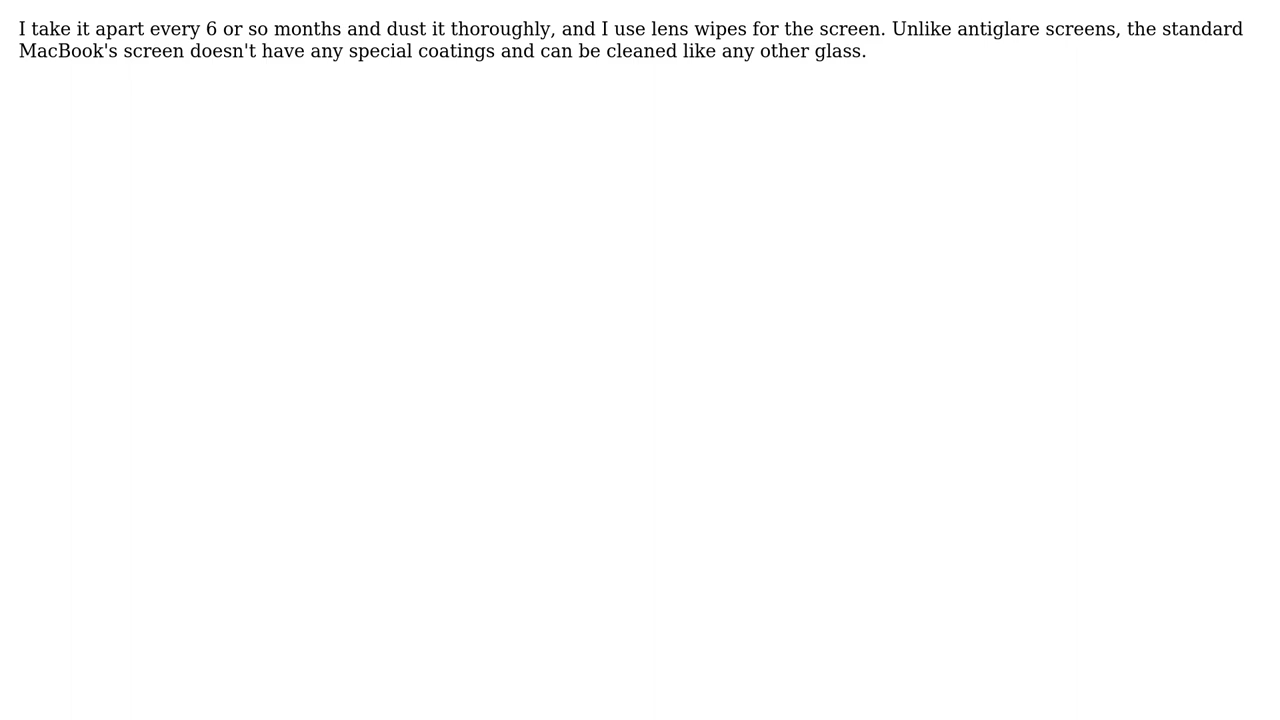 I take it apart every 6 or so months and dust it thoroughly, and I use lens wipes for the screen. Unlike antiglare screens, the standard
MacBook's screen doesn't have any special coatings and can be cleaned like any other glass.